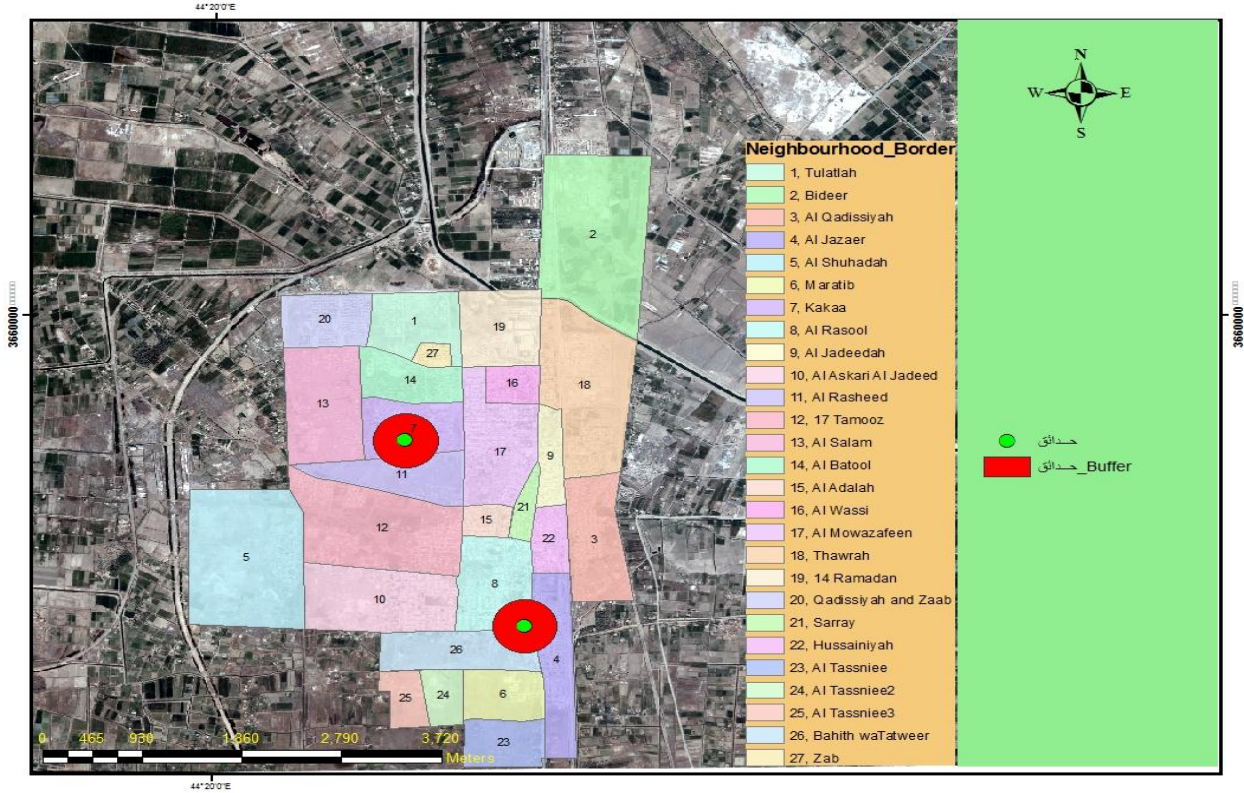 44°20'0"E
N
W E
S
Neighbourhood_Border
1, Tulatlah
2, Bideer
3, Al Qadissiyah
4, Al Jazaer
5, Al Shuhadah
6, Maratib
7, Kakaa
8, Al Rasool
9, Al Jadeedah
10, Al Askari Al Jadeed
11, Al Rasheed
12, 17 Tamooz
13, Al Salam
14, Al Batool
15, Al Adalah
16, Al Wassi
17, Al Mowazafeen
18, Thawrah
19, 14 Ramadan
20, Qadissiyah and Zaab
21, Sarray
22, Hussainiyah
23, Al Tassniee
24, Al Tassniee2
25, Al Tassniee3
26, Bahith waTatweer
27, Zab
حــدائق
حــدائق_Buffer
3660000
3660000
2
20
1
19
27
14
16
18
13
7
17
9
11
21
15
12
22
3
5
8
10
26
4
25
24
6
23
0 465 930 1,860 2,790 3,720
Meters
44°20'0"E